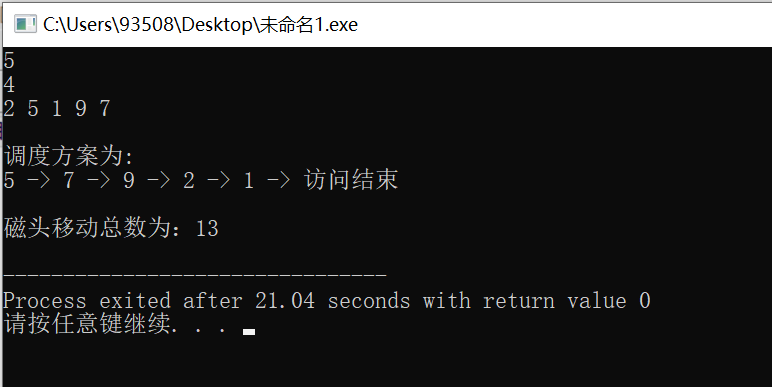 C:\Users\93508\Desktop\未命名1.exe
5
4
2 5 1 9 7
调度方案为:
5 -> 7 -> 9 -> 2 -> 1 -> 访问结束
磁头移动总数为：13
--------------------------------
Process exited after 21.04 seconds with return value 0
请按任意键继续. . .